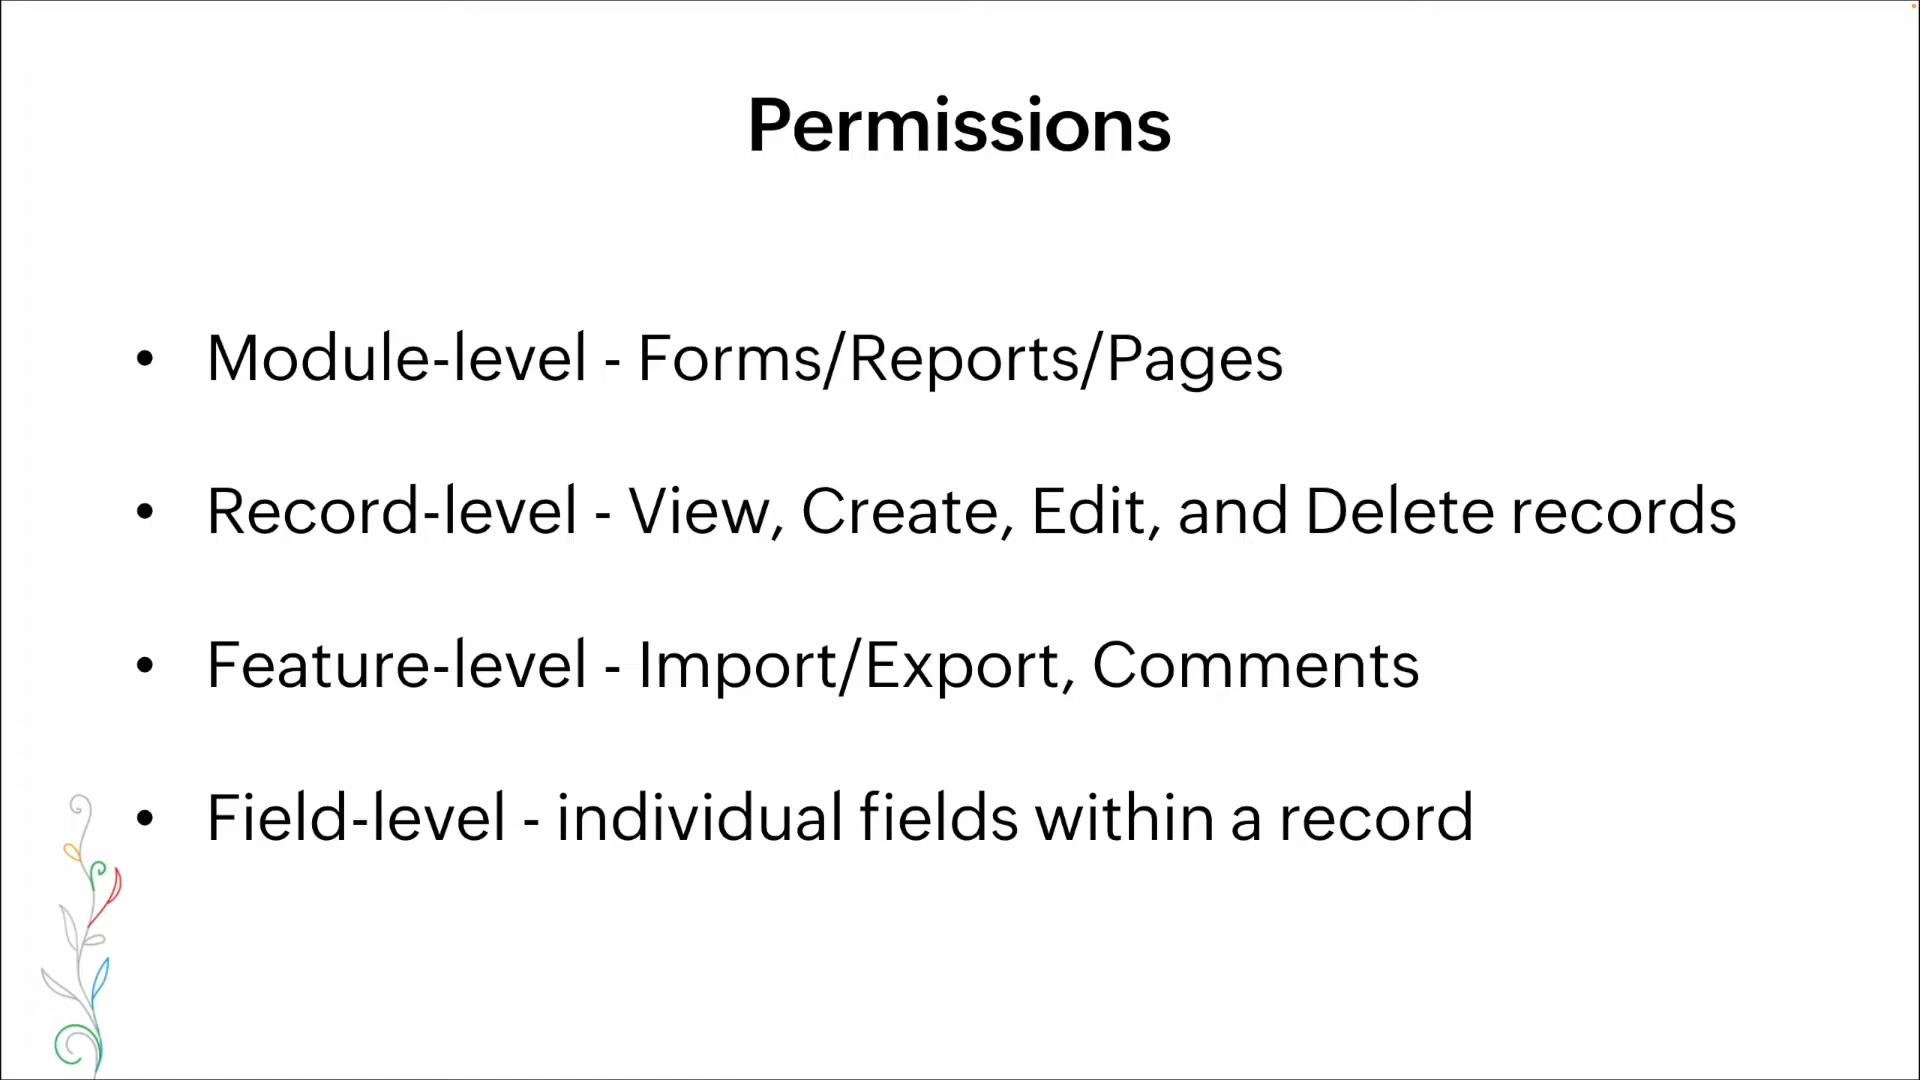 Permissions
• Module-level - Forms/Reports/Pages
• Record-level - View, Create, Edit, and Delete records
• Feature-level - Import/Export, Comments
• Field-level - individual fields within a record